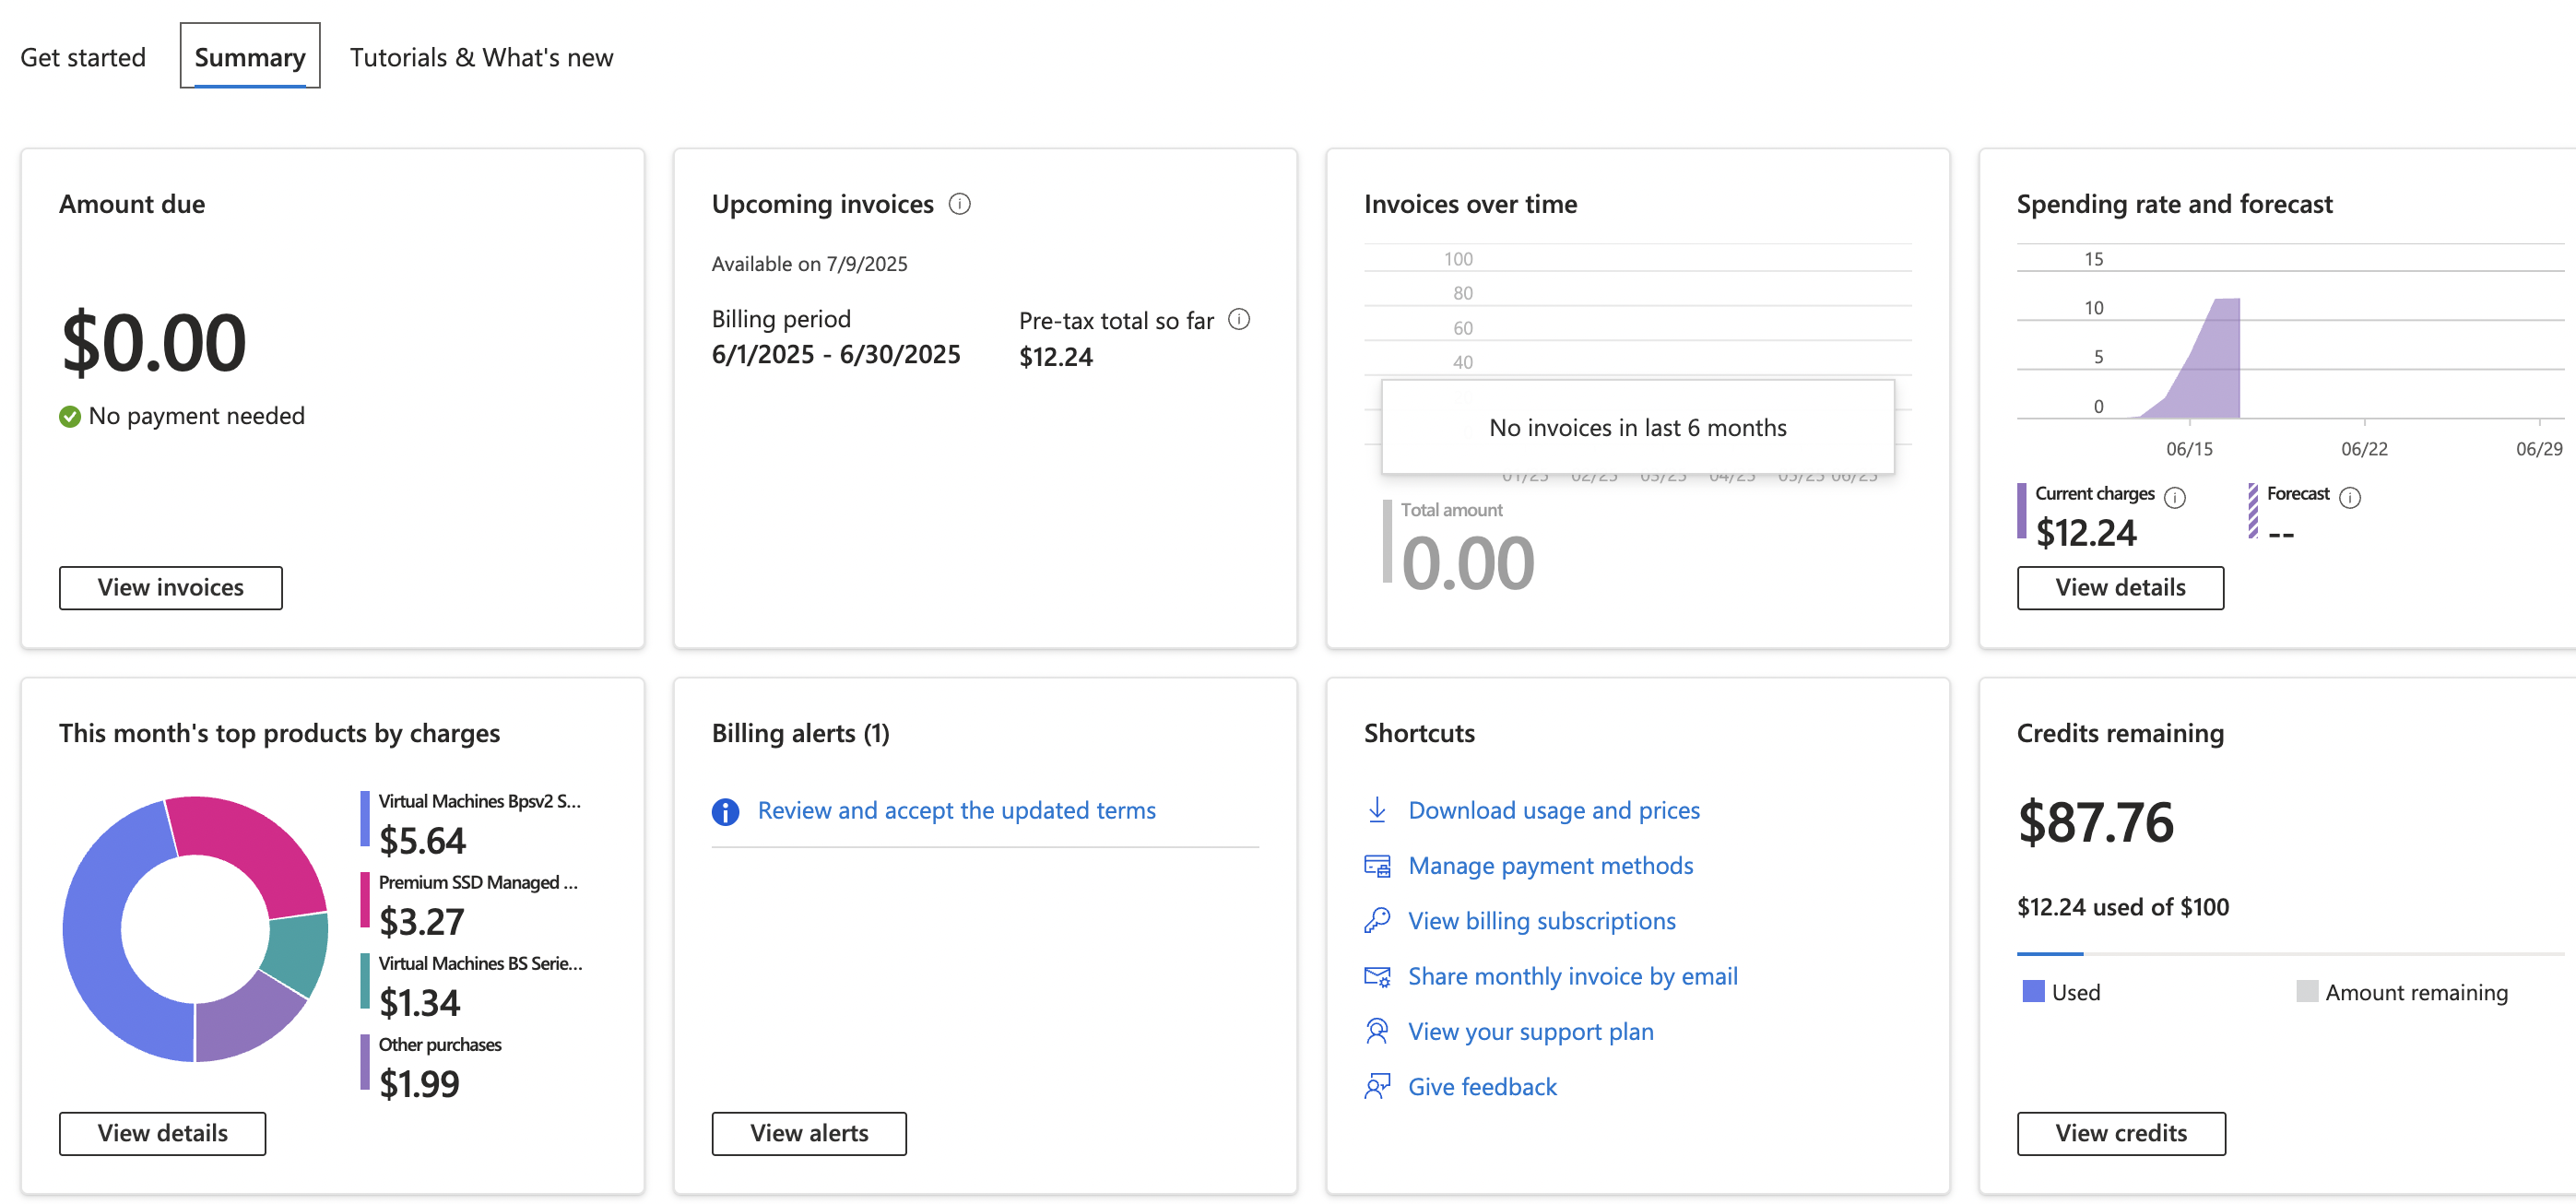 Get started
Summary
Tutorials & What's new
Amount due
$0.00
No payment needed
View invoices
Upcoming invoices
Available on 7/9/2025
Billing period
6/1/2025 - 6/30/2025
Pre-tax total so far
$12.24
Invoices over time
100
80
60
40
No invoices in last 6 months
Total amount
0.00
Spending rate and forecast
15
10
5
0
06/15
06/22
06/29
Current charges
$12.24
Forecast
--
View details
This month's top products by charges
Virtual Machines Bpsv2 S...
$5.64
Premium SSD Managed ...
$3.27
Virtual Machines BS Serie...
$1.34
Other purchases
$1.99
View details
Billing alerts (1)
Review and accept the updated terms
View alerts
Shortcuts
Download usage and prices
Manage payment methods
View billing subscriptions
Share monthly invoice by email
View your support plan
Give feedback
Credits remaining
$87.76
$12.24 used of $100
Used
Amount remaining
View credits